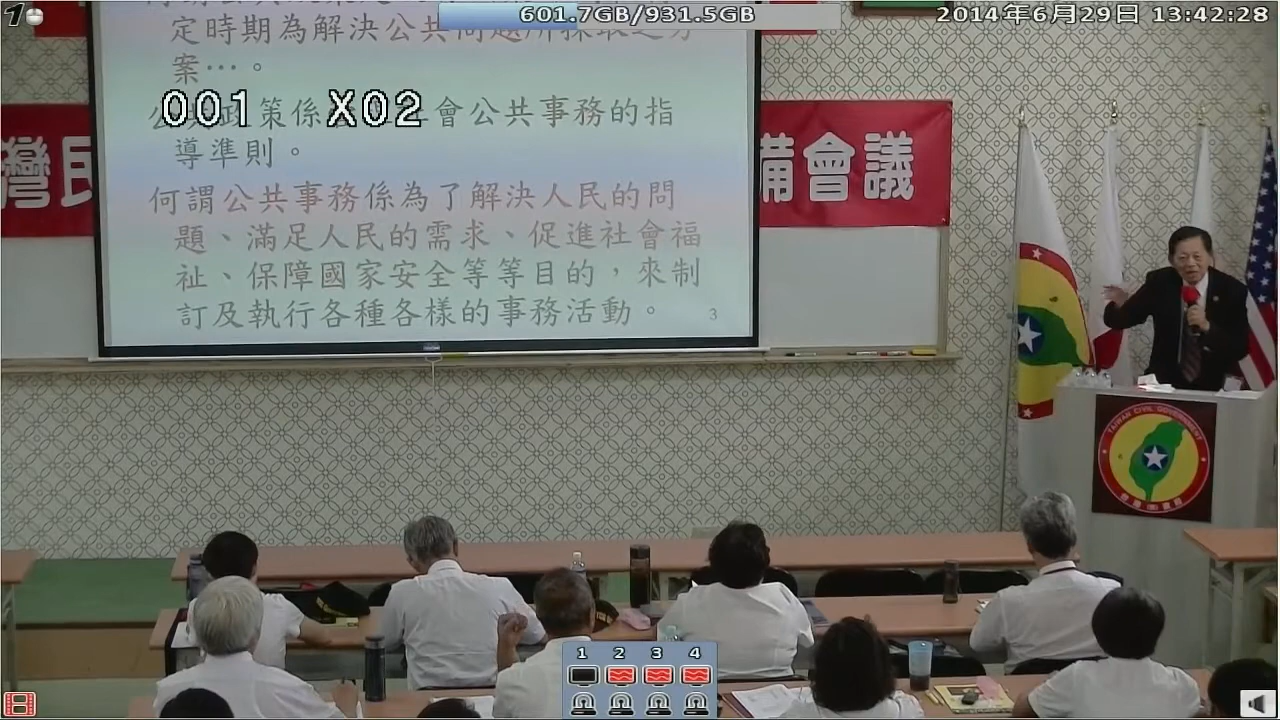 1
601.7GB/931.5GB
2014年6月29日 13:42:28
定時期為解決公共問題所採取之方
案…。
001 X02
策係 會公共事務的指
導準則。
何謂公共事務係為了解決人民的問
題、滿足人民的需求、促進社會福
祉、保障國家安全等等目的，來制
訂及執行各種各樣的事務活動。
3
灣民
備會議
TAIWAN CIVIL GOVERNMENT
1 2 3 4